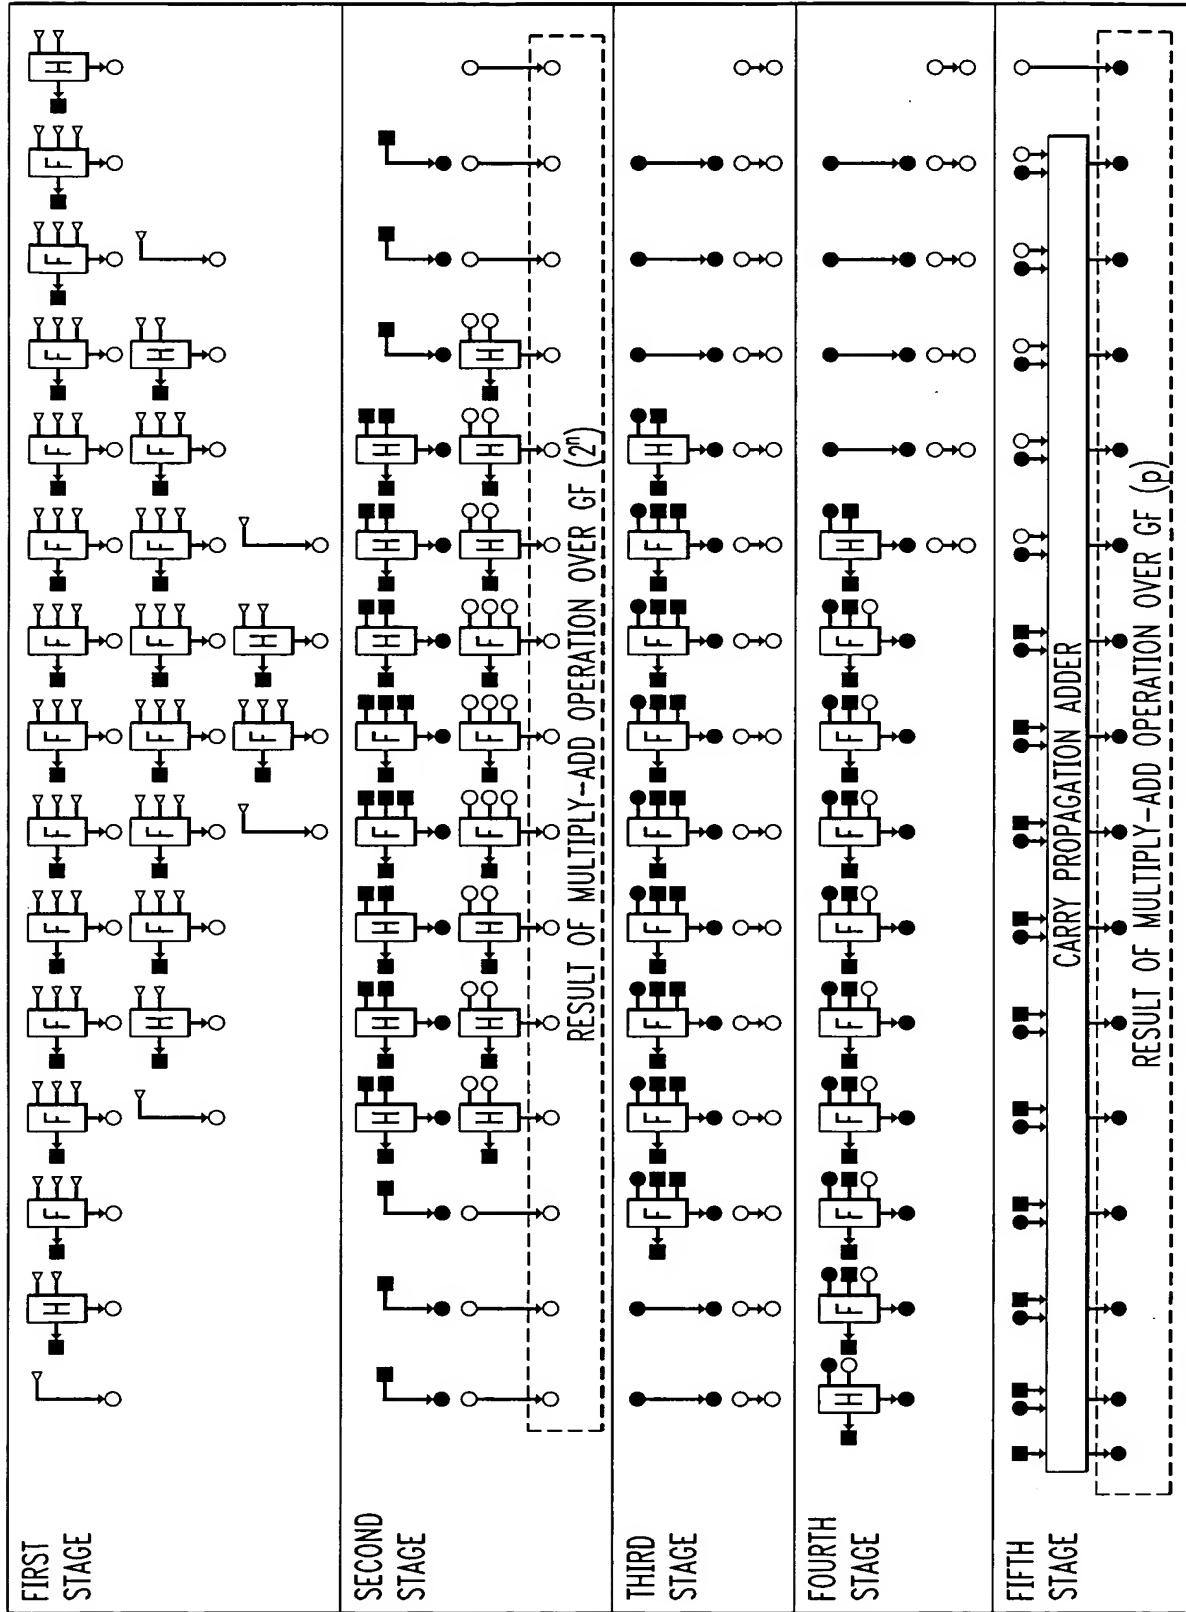 FIRST
STAGE
H F F F F F F F F F F F F H
H F F F F F F H
F H
SECOND
STAGE
H H H F F H H H
H H H F F F H H H
RESULT OF MULTIPLY-ADD OPERATION OVER GF (2ⁿ)
THIRD
STAGE
F F F F F F F F H
FOURTH
STAGE
H F F F F F F F F H
FIFTH
STAGE
CARRY PROPAGATION ADDER
RESULT OF MULTIPLY-ADD OPERATION OVER GF (p)